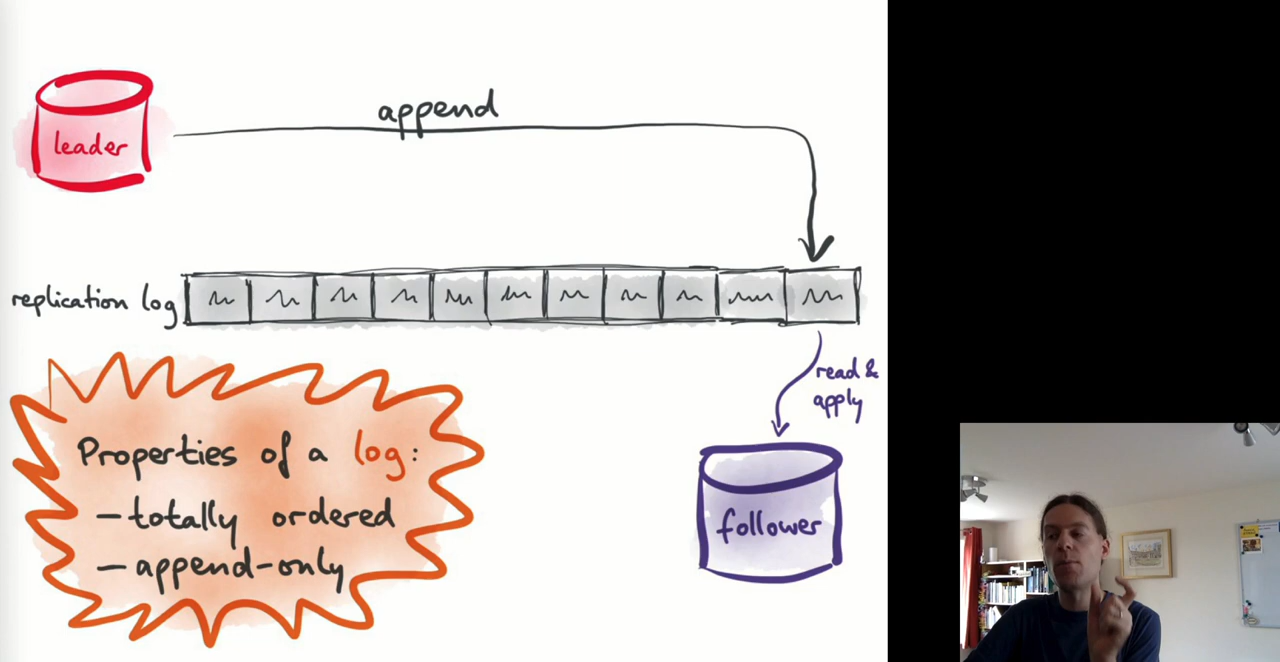 append
leader
replication log
read &
apply
Properties of a log:
- totally ordered
- append-only
follower